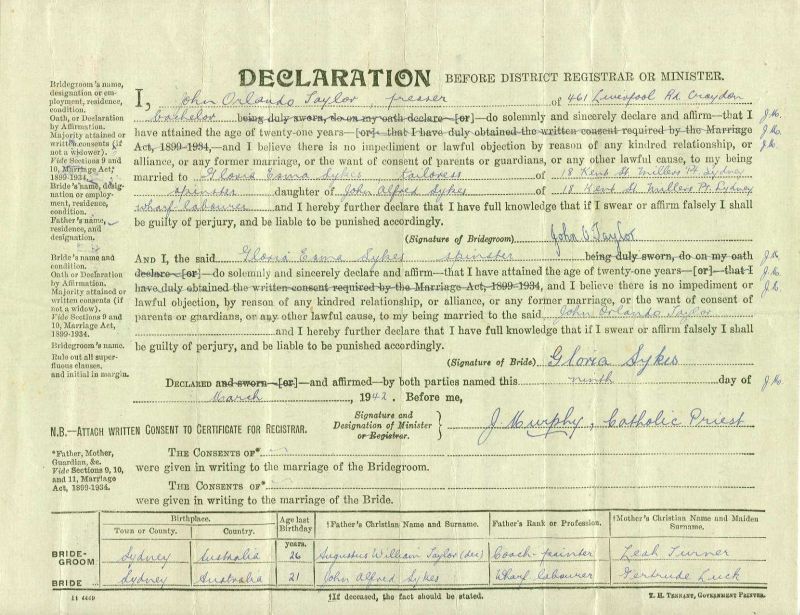 DECLARATION BEFORE DISTRICT REGISTRAR OR MINISTER.
Bridegroom's name, designation or employment, residence, condition.
Oath, or Declaration by Affirmation.
Majority attained or written consents (if not a widower).
Vide Sections 9 and 10, Marriage Act, 1899-1934.
Bride's name, designation or employment, residence, condition.
Father's name, residence, and designation.
I, John Orlando Taylor, presser of 461 Liverpool Rd. Croydon
bachelor being duly sworn, do on my oath declare—[or]—do solemnly and sincerely declare and affirm—that I J.M.
have attained the age of twenty-one years—[or]—that I have duly obtained the written consent required by the Marriage J.M.
Act, 1899-1934,—and I believe there is no impediment or lawful objection by reason of any kindred relationship, or J.M.
alliance, or any former marriage, or the want of consent of parents or guardians, or any other lawful cause, to my being
married to Gloria Esma Sykes, tailoress of 18 Kent St. Millers Pt. Sydney
spinster daughter of John Alfred Sykes of 18 Kent St. Millers Pt. Sydney
wharf labourer and I hereby further declare that I have full knowledge that if I swear or affirm falsely I shall
be guilty of perjury, and be liable to be punished accordingly.
(Signature of Bridegroom) John O Taylor
Bride's name and condition.
Oath, or Declaration by Affirmation.
Majority attained or written consents (if not a widow).
Vide Sections 9 and 10, Marriage Act, 1899-1934.
Bridegroom's name.
Rule out all superfluous clauses, and initial in margin.
AND I, the said Gloria Esma Sykes spinster being duly sworn, do on my oath J.M.
declare—[or]—do solemnly and sincerely declare and affirm—that I have attained the age of twenty-one years—[or]—that I J.M.
have duly obtained the written consent required by the Marriage Act, 1899-1934, and I believe there is no impediment or J.M.
lawful objection, by reason of any kindred relationship, or alliance, or any former marriage, or the want of consent of
parents or guardians, or any other lawful cause, to my being married to the said John Orlando Taylor
and I hereby further declare that I have full knowledge that if I swear or affirm falsely I shall
be guilty of perjury, and be liable to be punished accordingly.
(Signature of Bride) Gloria Sykes
DECLARED and sworn—[or]—and affirmed—by both parties named this ninth day of J.M.
March, 1942. Before me,
N.B.—ATTACH WRITTEN CONSENT TO CERTIFICATE FOR REGISTRAR.
Signature and Designation of Minister or Registrar. } J. Murphy, Catholic Priest
*Father, Mother, Guardian, &c.
Vide Sections 9, 10, and 11, Marriage Act, 1899-1934.
THE CONSENTS OF*
were given in writing to the marriage of the Bridegroom.
THE CONSENTS OF*
were given in writing to the marriage of the Bride.
Birthplace. Age last Birthday †Father's Christian Name and Surname. Father's Rank or Profession. †Mother's Christian Name and Maiden Surname.
Town or County. Country. years.
BRIDEGROOM Sydney Australia 26 Augustus William Taylor (dec) Coach-painter Leah Turner
BRIDE Sydney Australia 21 John Alfred Sykes Wharf labourer Gertrude Luck
11 4449 †If deceased, the fact should be stated. T. H. TENNANT, GOVERNMENT PRINTER.